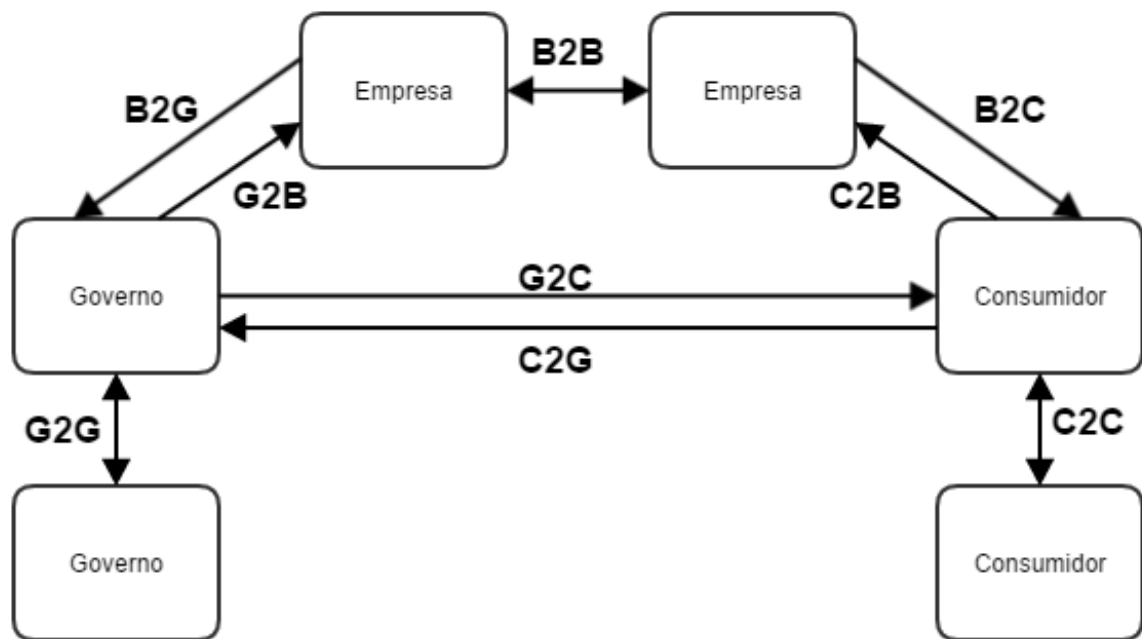 B2B
Empresa
Empresa
B2G
B2C
G2B
C2B
Governo
G2C
Consumidor
C2G
G2G
C2C
Governo
Consumidor